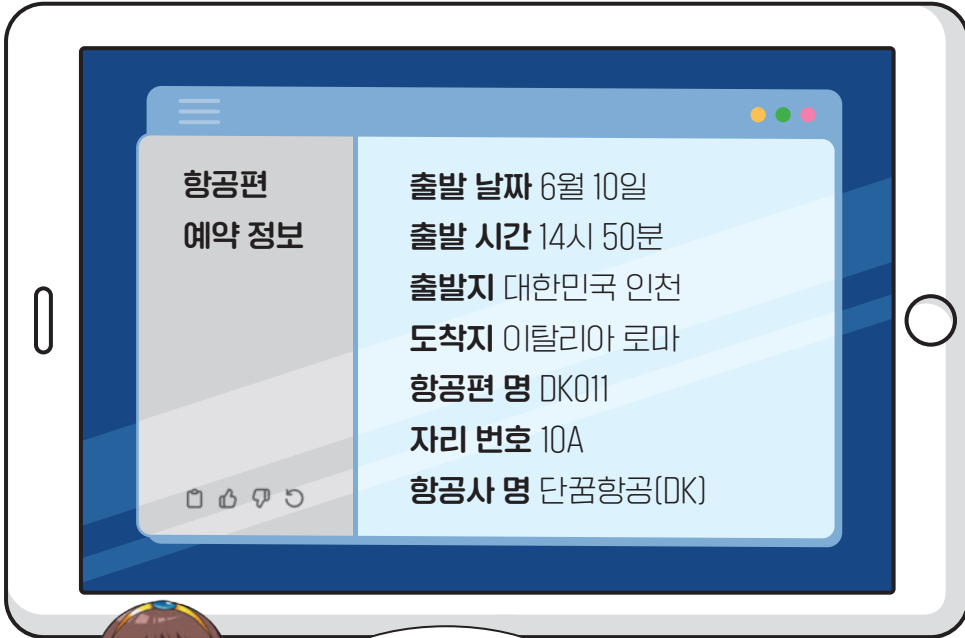 항공편
예약 정보
출발 날짜 6월 10일
출발 시간 14시 50분
출발지 대한민국 인천
도착지 이탈리아 로마
항공편 명 DK011
자리 번호 10A
항공사 명 단꿈항공(DK)